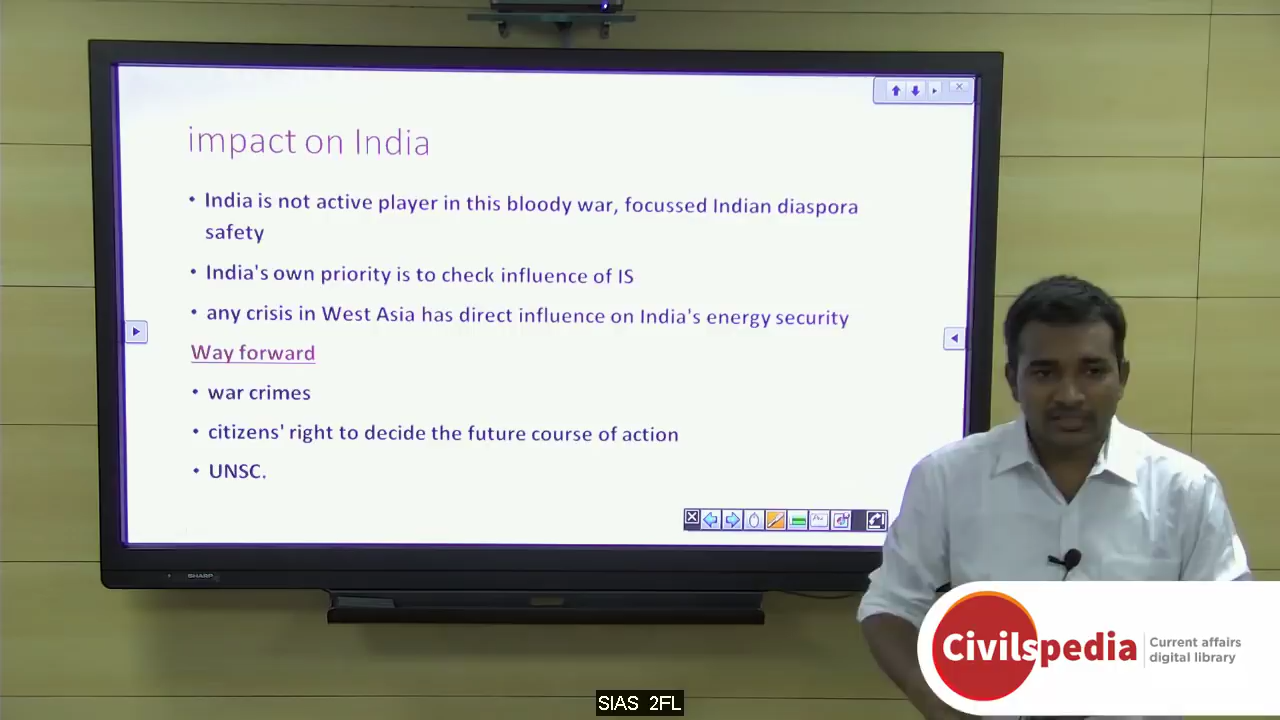 impact on India
• India is not active player in this bloody war, focussed Indian diaspora
safety
• India's own priority is to check influence of IS
• any crisis in West Asia has direct influence on India's energy security
Way forward
• war crimes
• citizens' right to decide the future course of action
• UNSC.
SHARP
Civilspedia
Current affairs
digital library
SIAS 2FL